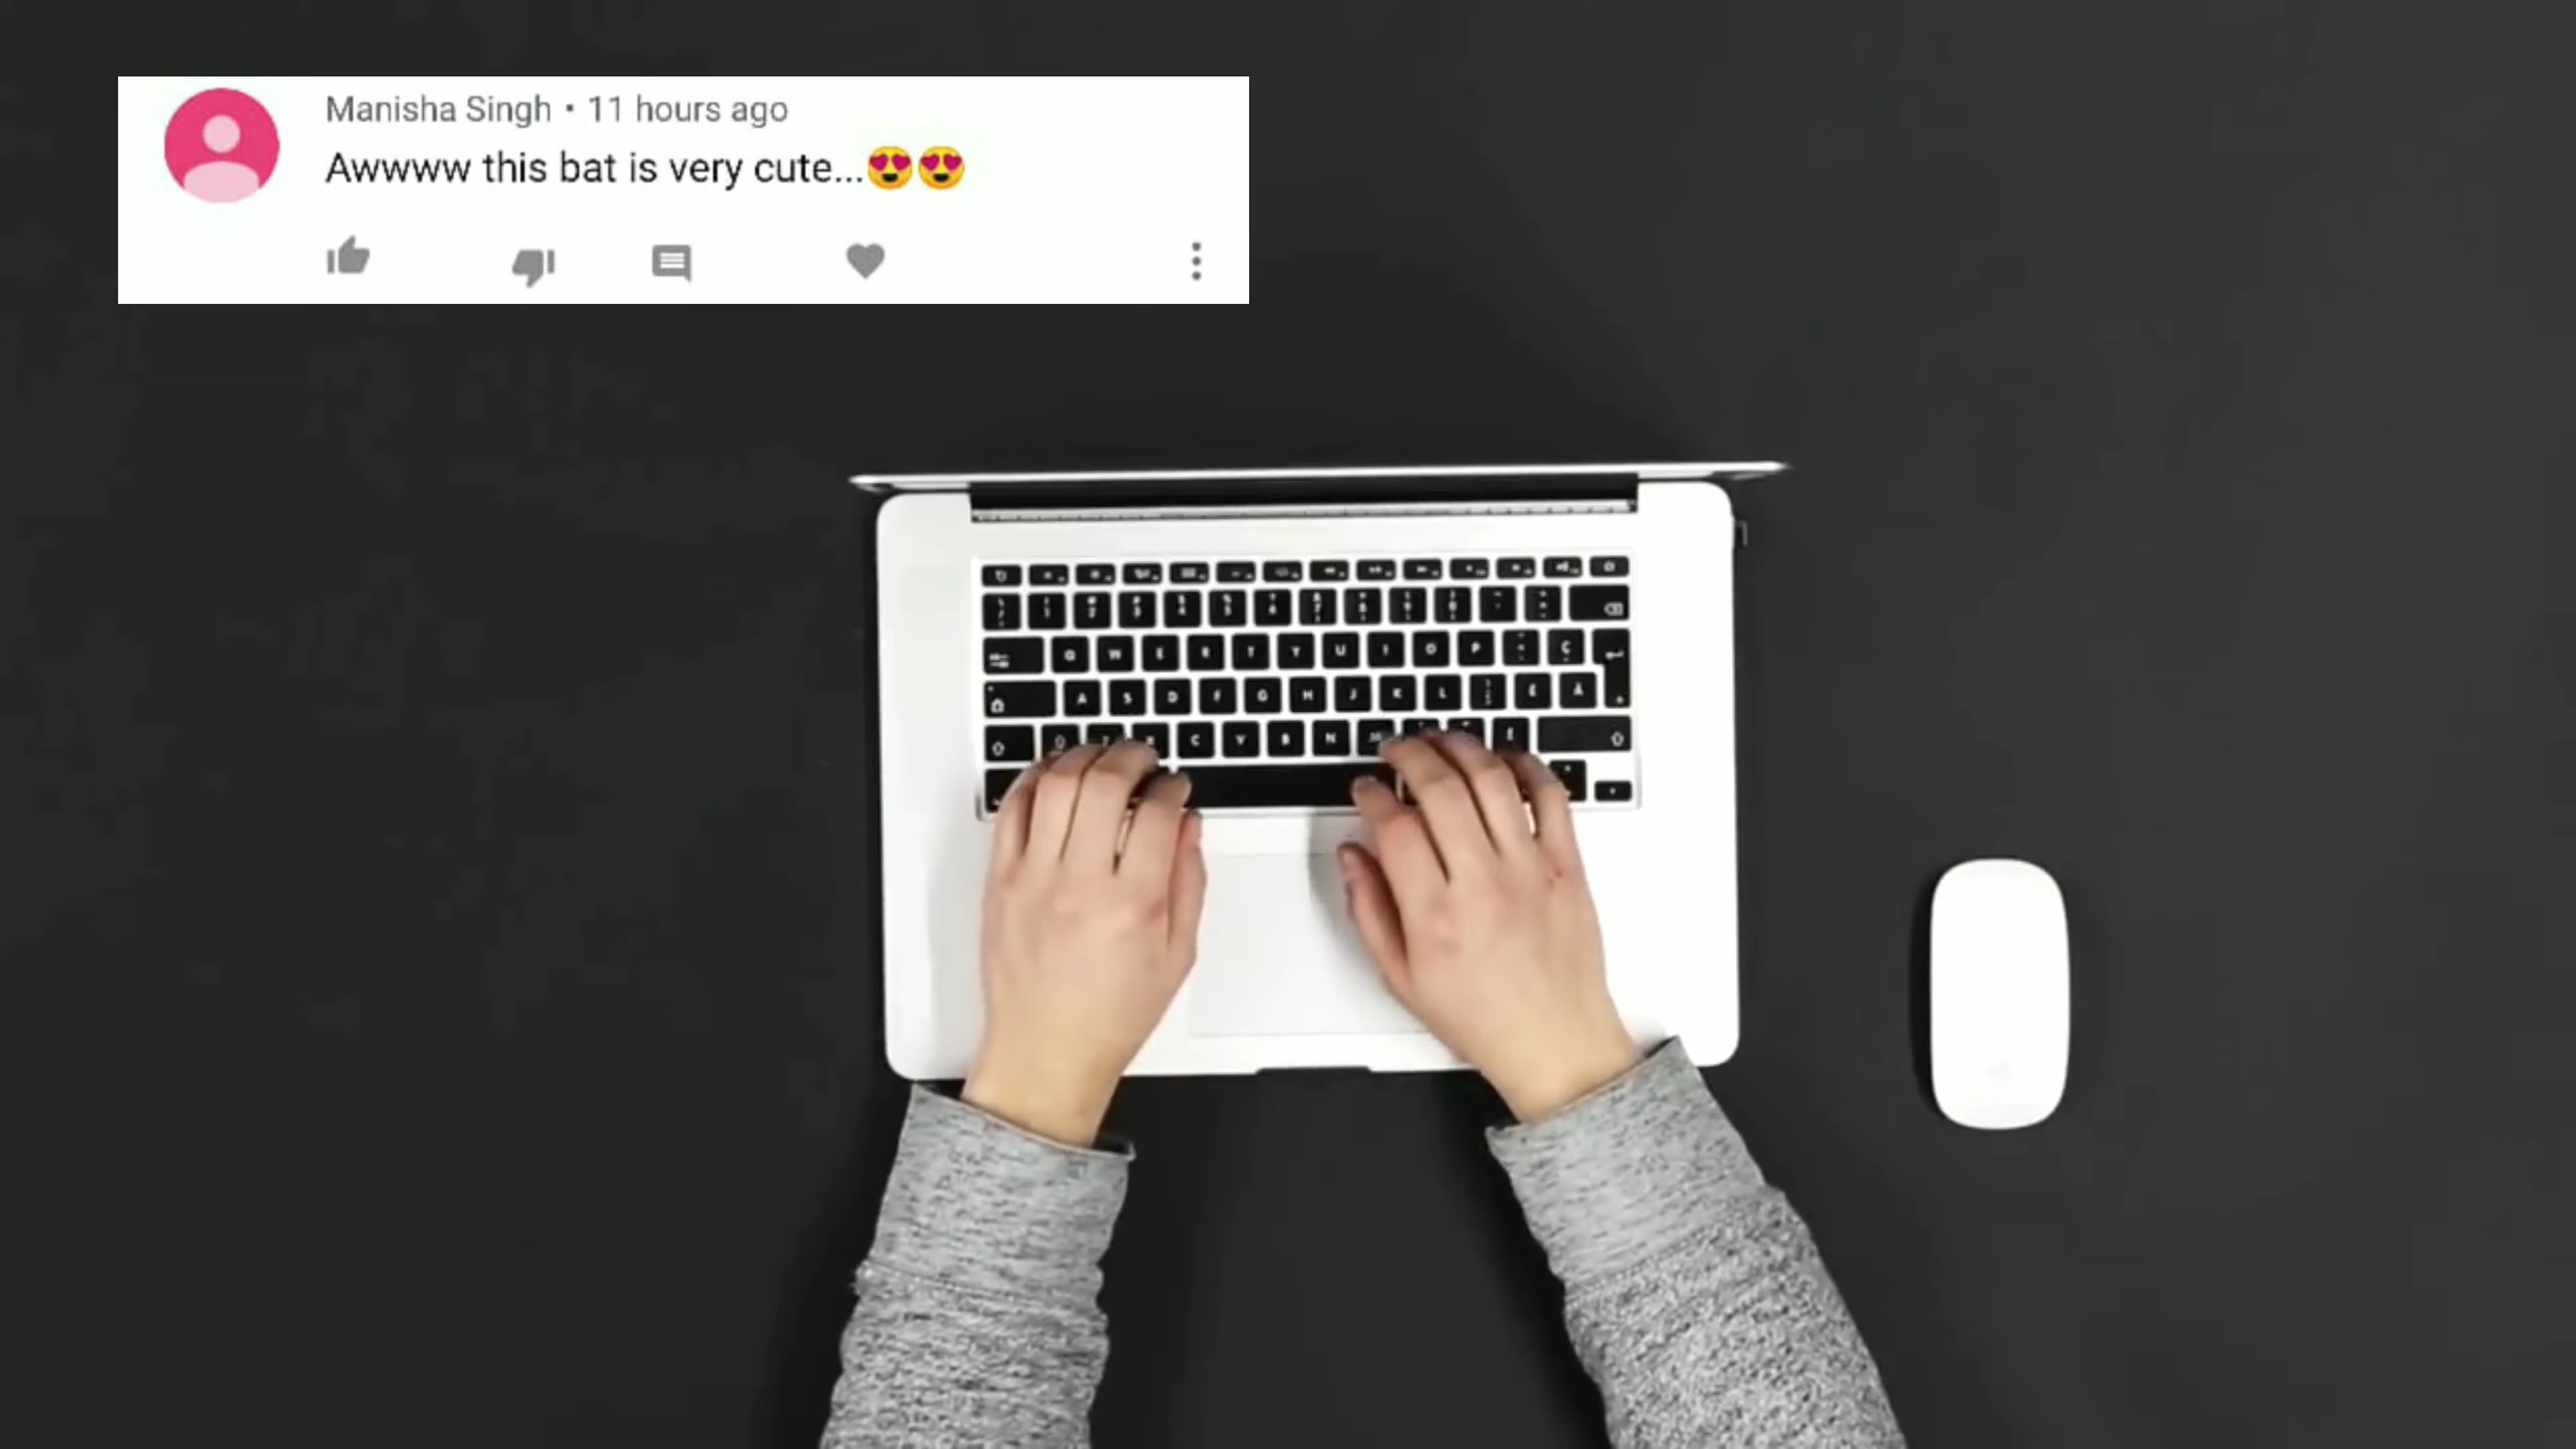 Manisha Singh • 11 hours ago
Awwww this bat is very cute...😍😍
Q W E R T Y U I O P
A S D F G H J K L
C V B N